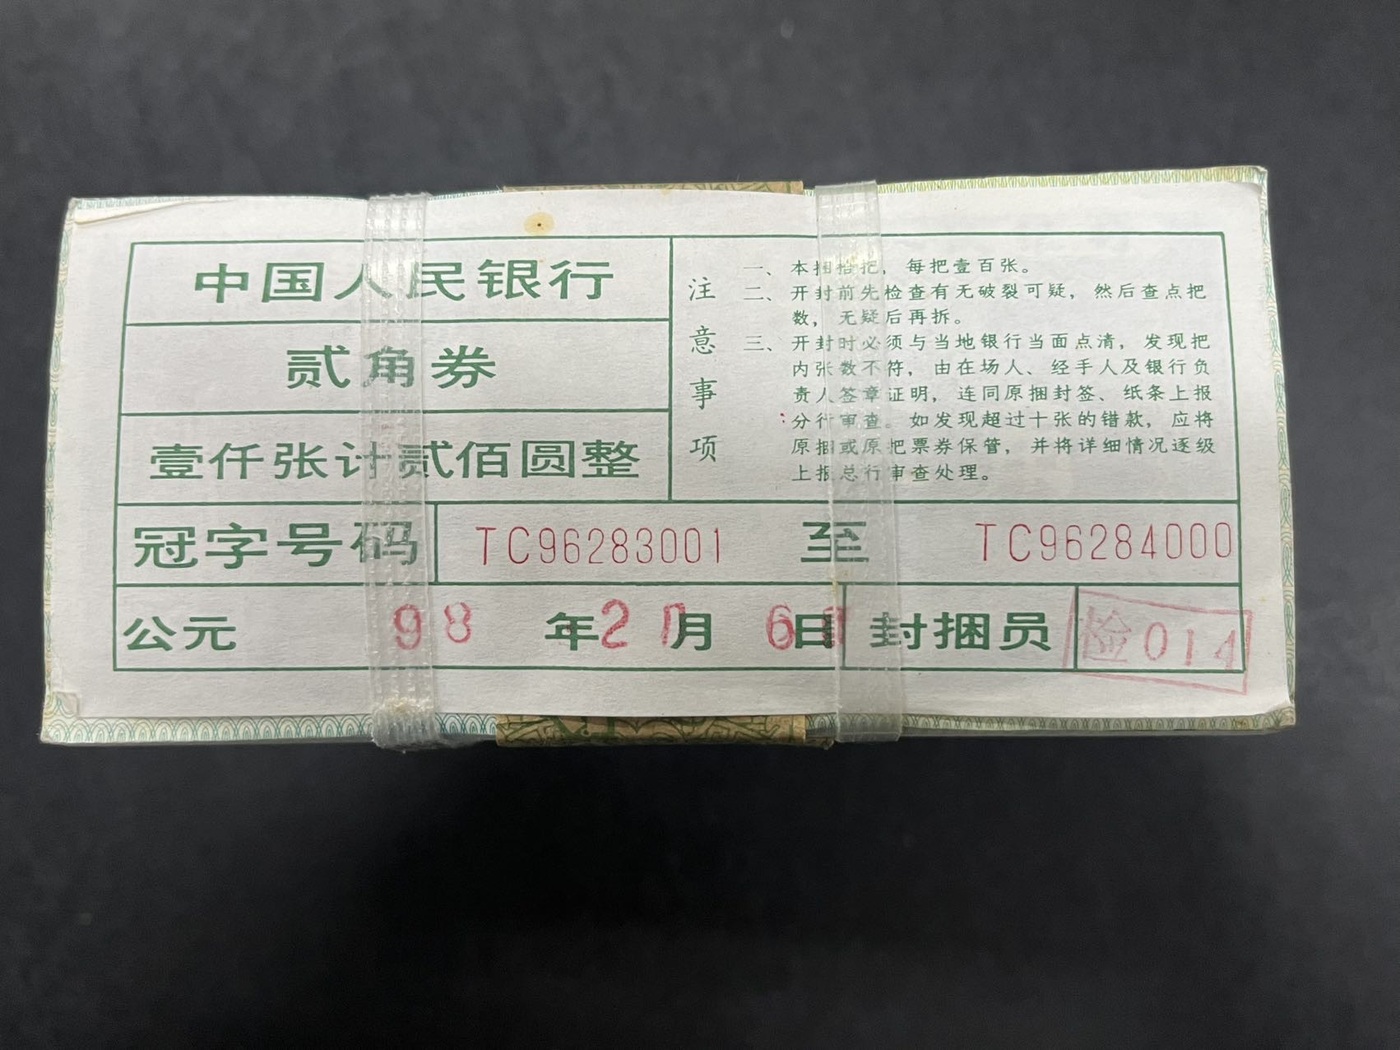 中国人民银行
贰角券
壹仟张计贰佰圆整
注意事项
一、本捆拾把，每把壹百张。
二、开封前先检查有无破裂可疑，然后查点把
数，无疑后再拆。
三、开封时必须与当地银行当面点清，发现把
内张数不符，由在场人、经手人及银行负
责人签章证明，连同原捆封签、纸条上报
分行审查。如发现超过十张的错款，应将
原捆或原把票券保管，并将详细情况逐级
上报总行审查处理。
冠字号码 TC96283001 至 TC96284000
公元 98 年 2 月 6 日 封捆员 检014